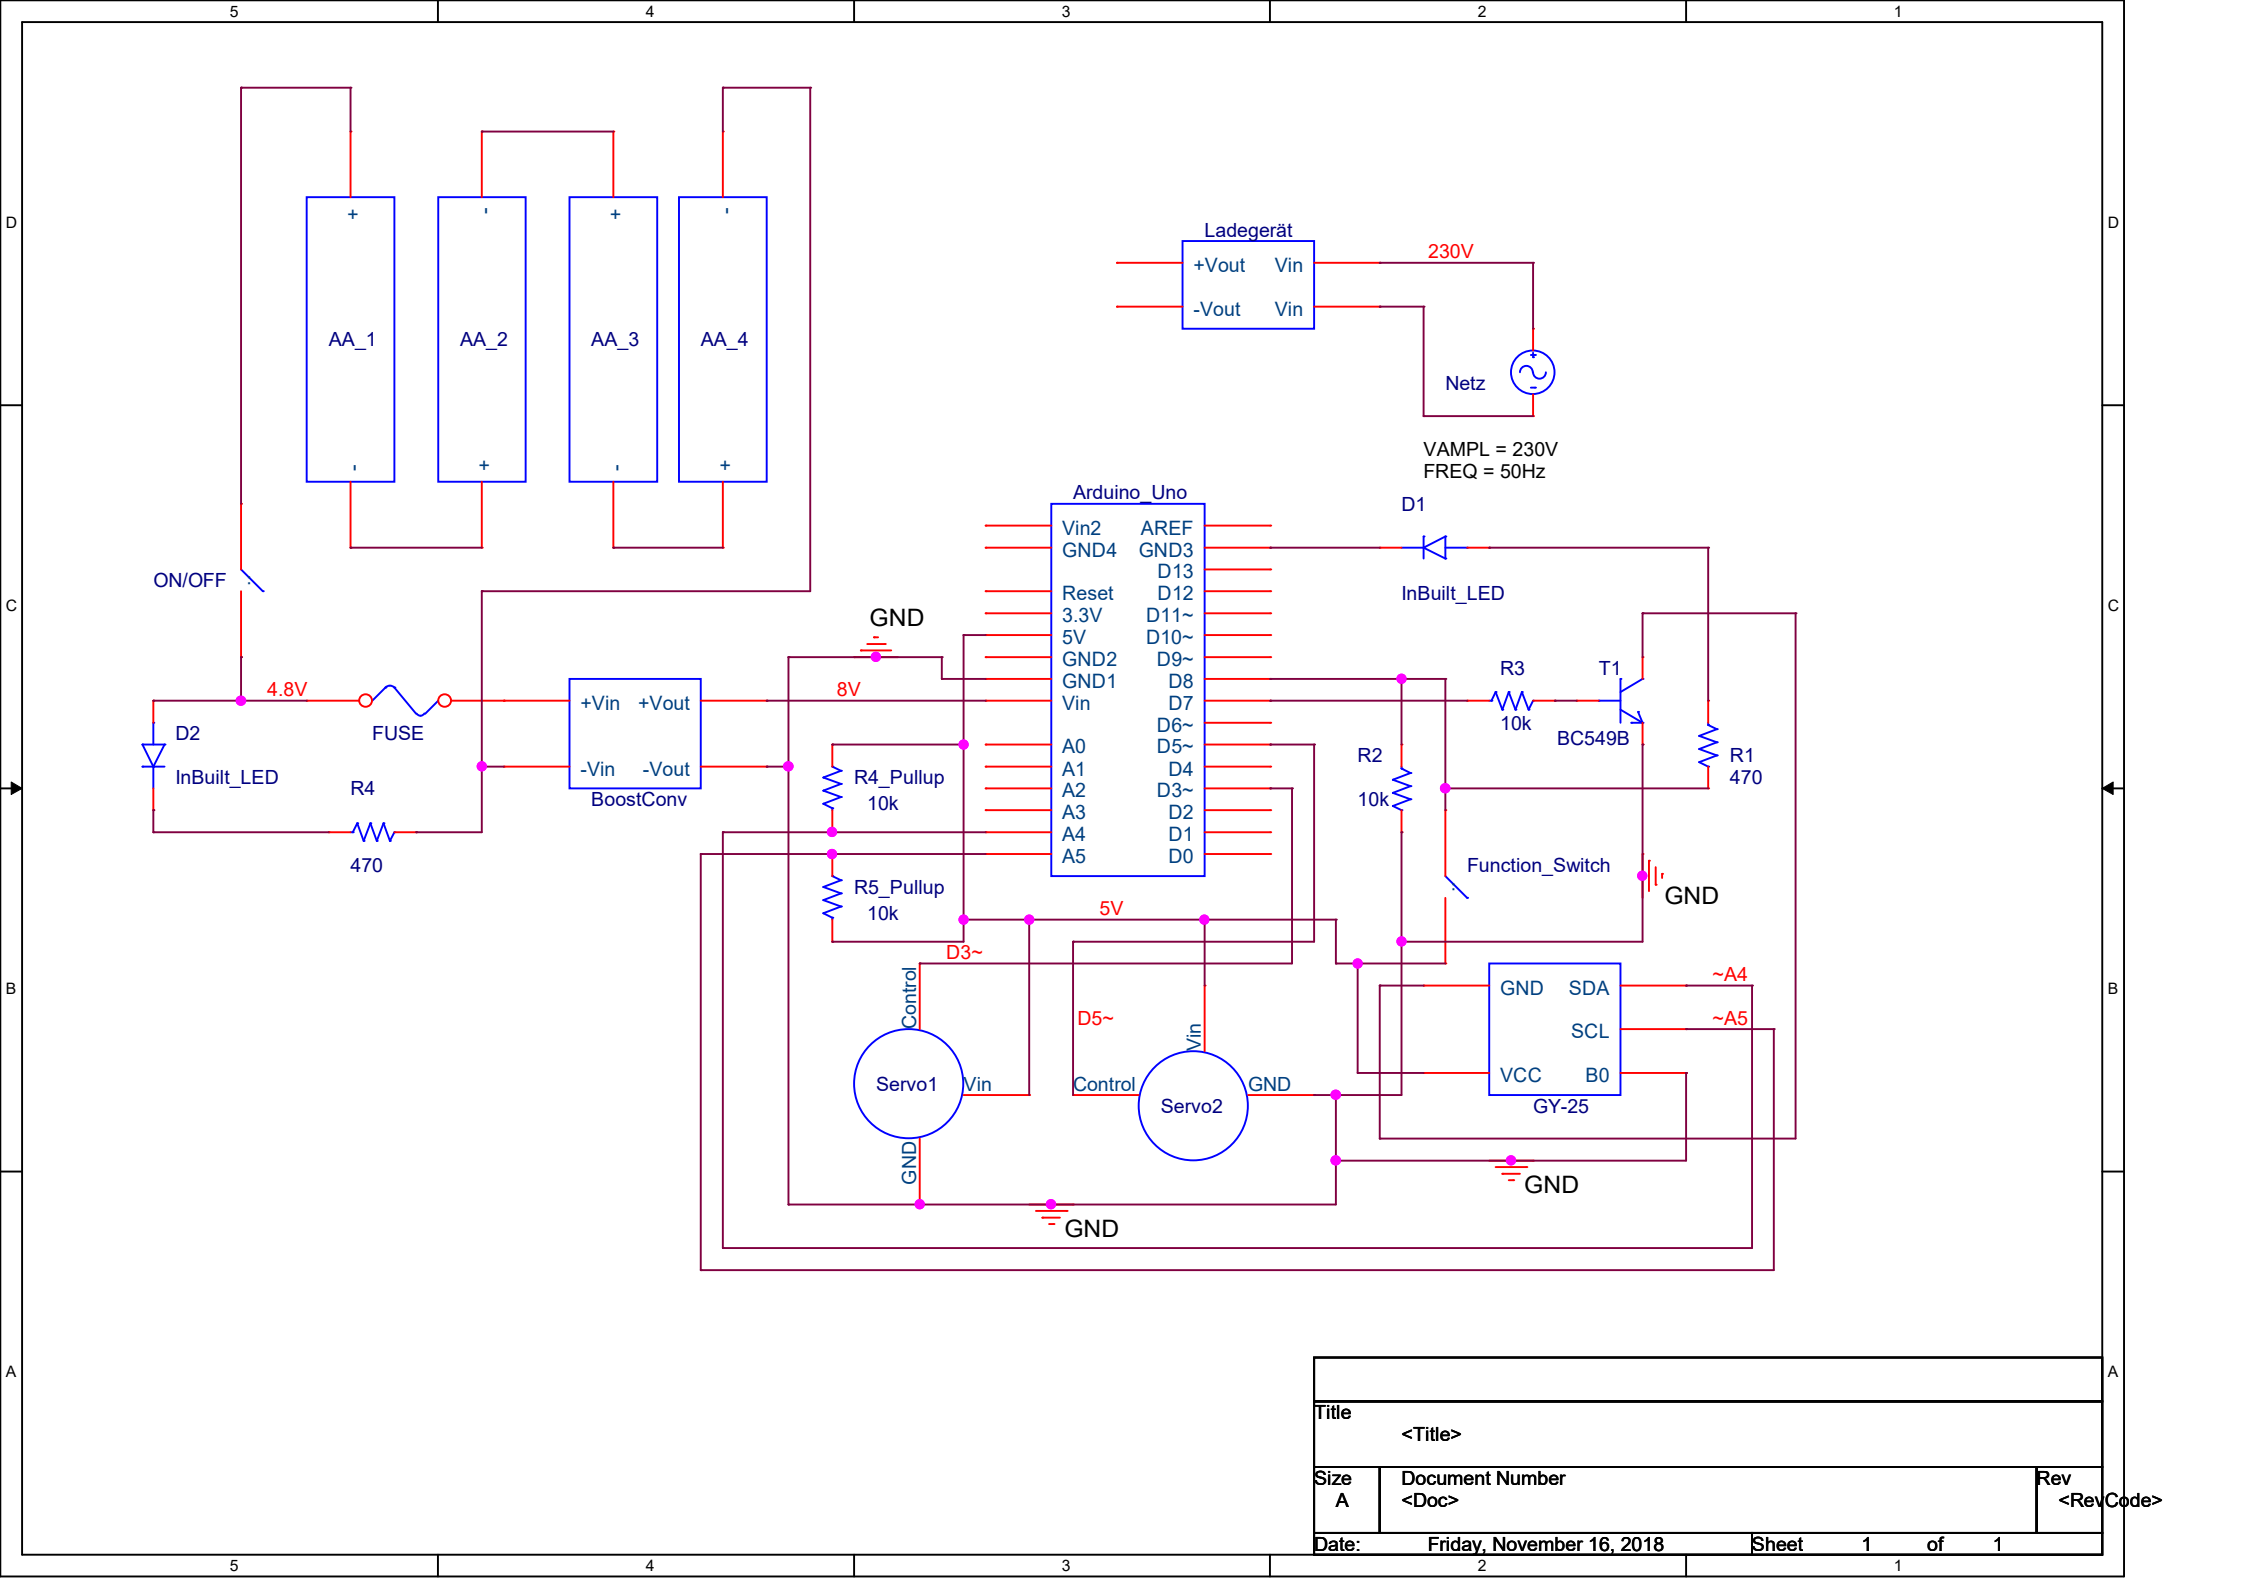 5 4 3 2 1
D
D
C
C
B
B
A
A
+
'
+
'
AA_1
AA_2
AA_3
AA_4
'
+
'
+
Ladegerät
+Vout Vin
-Vout Vin
230V
+
-
Netz
VAMPL = 230V
FREQ = 50Hz
ON/OFF
4.8V
FUSE
D2
InBuilt_LED
R4
470
+Vin +Vout
-Vin -Vout
BoostConv
GND
8V
R4_Pullup
10k
R5_Pullup
10k
Arduino_Uno
Vin2 AREF
GND4 GND3
D13
Reset D12
3.3V D11~
5V D10~
GND2 D9~
GND1 D8
Vin D7
D6~
A0 D5~
A1 D4
A2 D3~
A3 D2
A4 D1
A5 D0
D1
InBuilt_LED
R3
10k
T1
BC549B
R2
10k
R1
470
Function_Switch
GND
5V
D3~
Control
Servo1
Vin
GND
D5~
Vin
Control
Servo2
GND
GND SDA
SCL
VCC B0
GY-25
~A4
~A5
GND
GND
Title
<Title>
Size
A
Document Number
<Doc>
Rev
<RevCode>
Date: Friday, November 16, 2018 Sheet 1 of 1
5 4 3 2 1